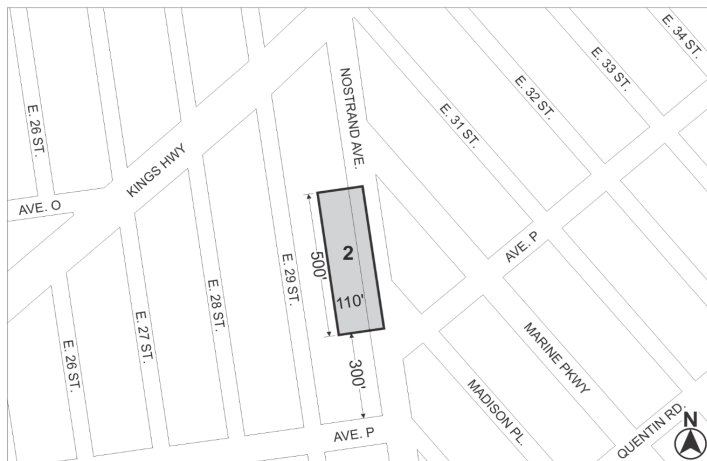 E. 34 ST.
E. 33 ST.
E. 32 ST.
E. 31 ST.
NOSTRAND AVE.
E. 26 ST.
KINGS HWY
AVE. O
AVE. P
2
500'
110'
E. 29 ST.
E. 28 ST.
E. 27 ST.
E. 26 ST.
300'
MARINE PKWY
MADISON PL.
QUENTIN RD.
AVE. P
N